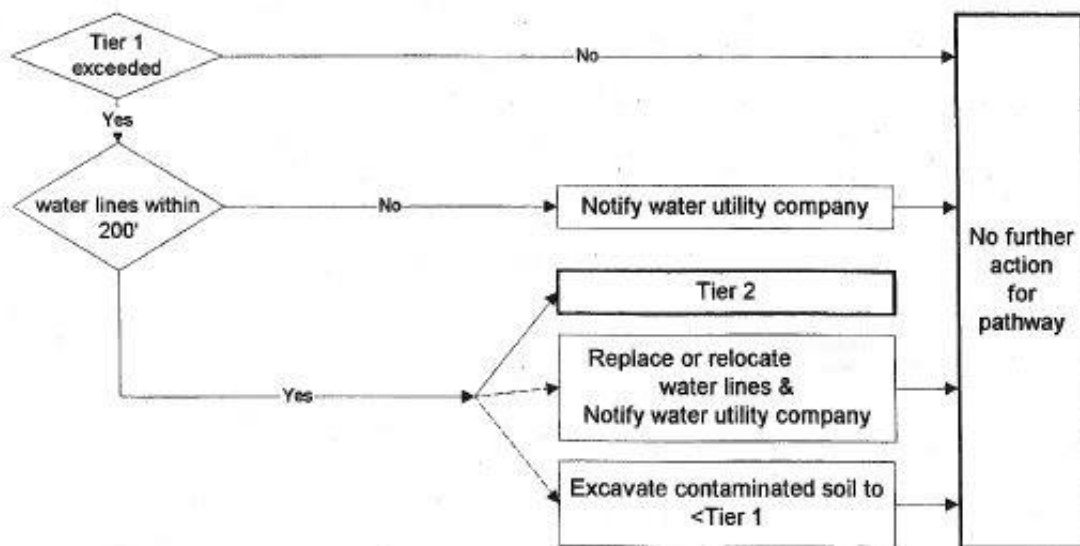 Tier 1
exceeded
No
Yes
water lines within
200'
No
Notify water utility company
No further
action
for
pathway
Tier 2
Replace or relocate
water lines &
Notify water utility company
Yes
Excavate contaminated soil to
<Tier 1